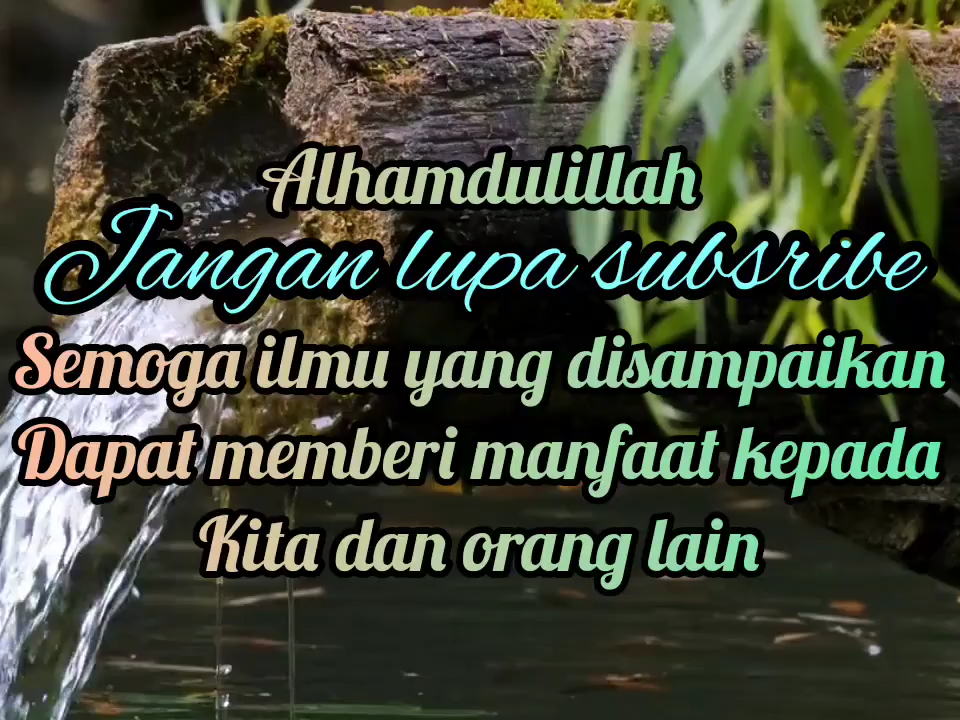 Alhamdulillah
Jangan lupa subsribe
Semoga ilmu yang disampaikan
Dapat memberi manfaat kepada
Kita dan orang lain